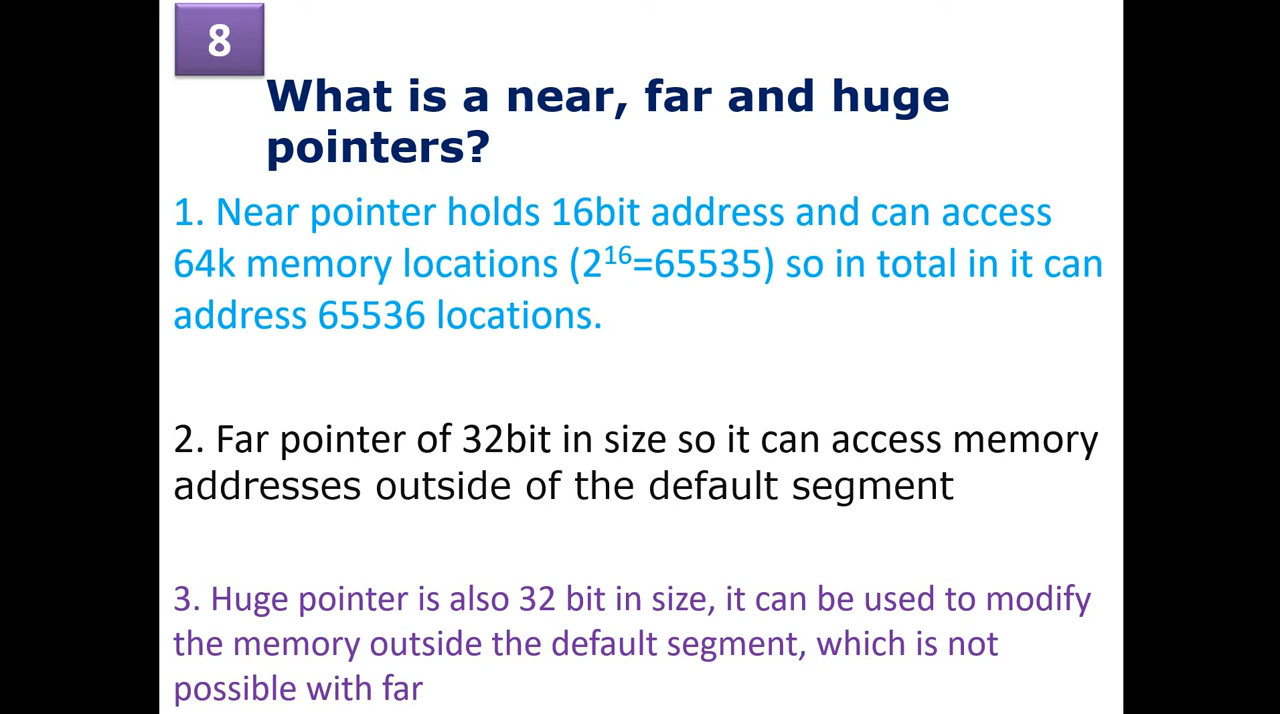 8
What is a near, far and huge
pointers?
1. Near pointer holds 16bit address and can access
64k memory locations (2¹⁶=65535) so in total in it can
address 65536 locations.
2. Far pointer of 32bit in size so it can access memory
addresses outside of the default segment
3. Huge pointer is also 32 bit in size, it can be used to modify
the memory outside the default segment, which is not
possible with far